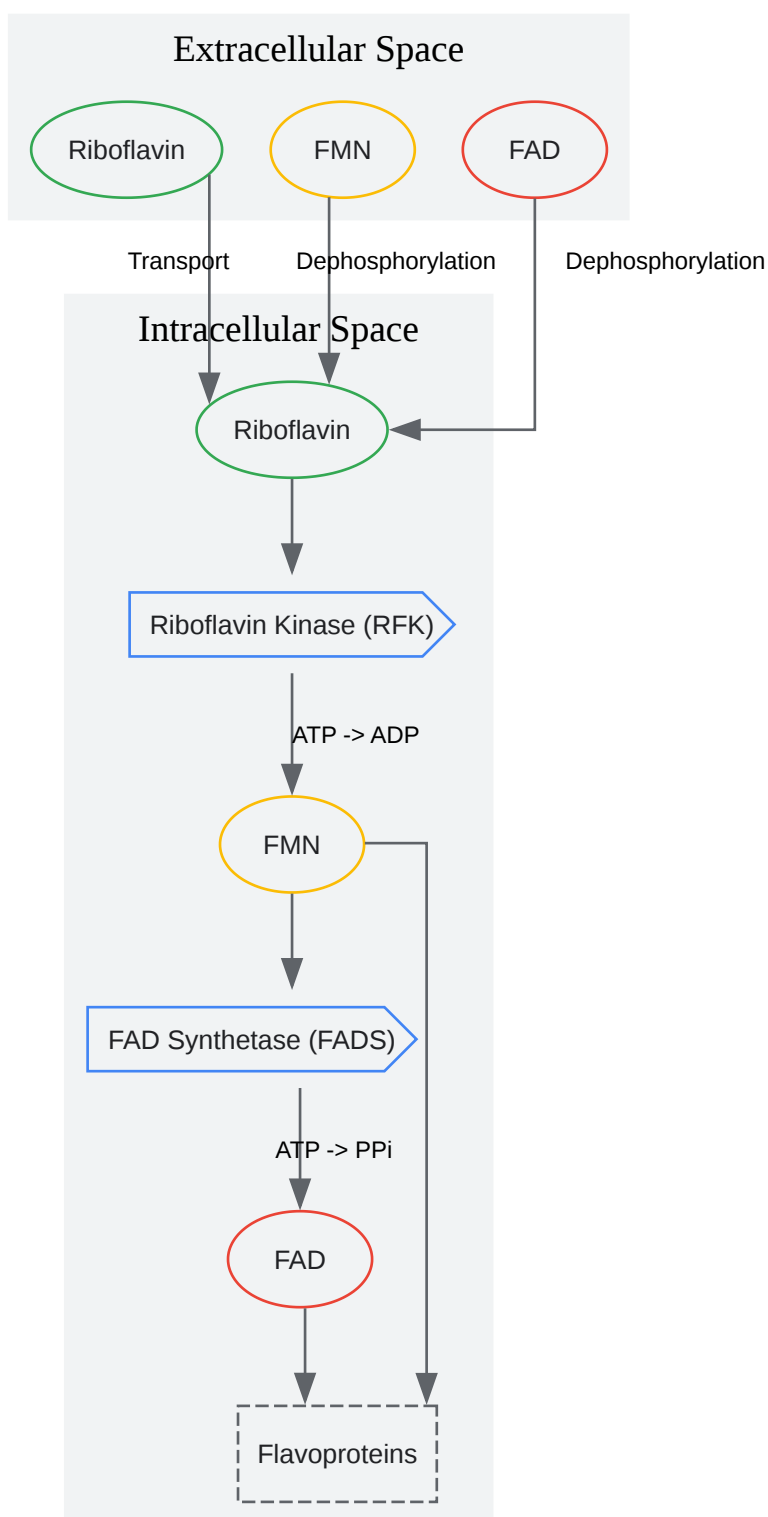 Extracellular Space
Riboflavin
FMN
FAD
Transport
Dephosphorylation
Dephosphorylation
Intracellular Space
Riboflavin
Riboflavin Kinase (RFK)
ATP -> ADP
FMN
FAD Synthetase (FADS)
ATP -> PPi
FAD
Flavoproteins